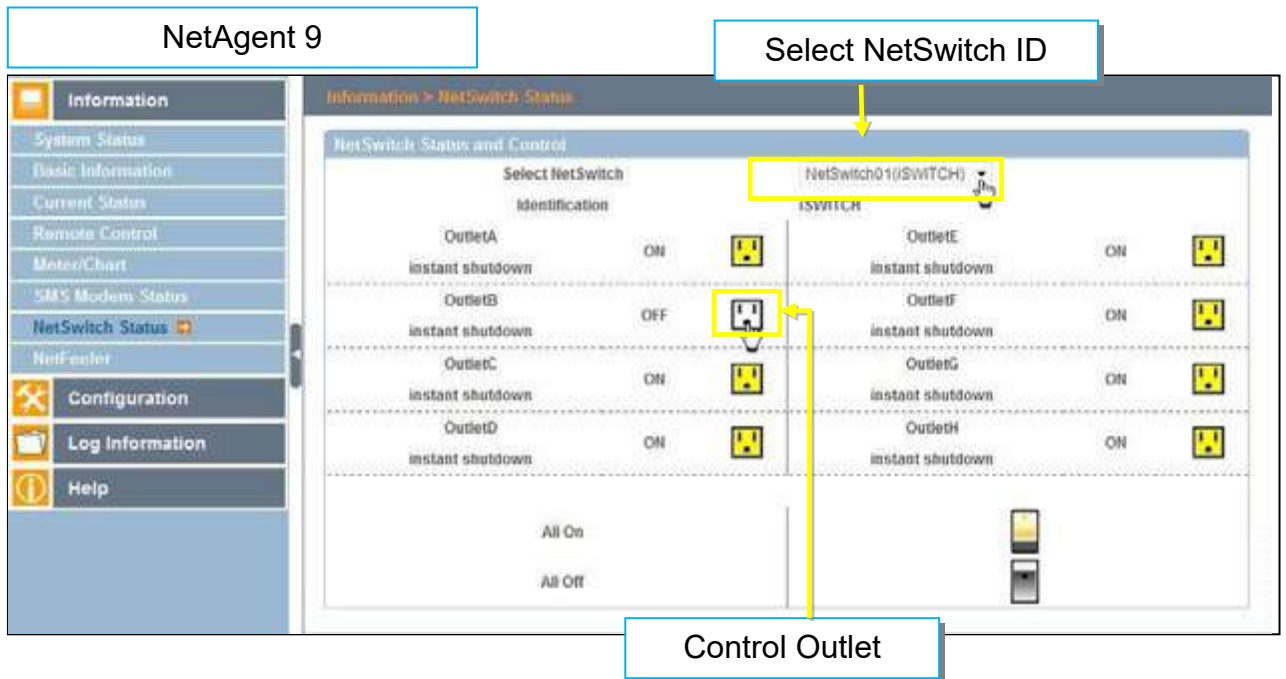 NetAgent 9
Select NetSwitch ID
Information
System Status
Basic Information
Current Status
Remote Control
Meter/Chart
SMS Modem Status
NetSwitch Status
NetFeeler
Configuration
Log Information
Help
Information > NetSwitch Status
NetSwitch Status and Control
Select NetSwitch NetSwitch01(ISWITCH)
Identification ISWITCH
OutletA
ON
instant shutdown
OutletE
ON
instant shutdown
OutletB
OFF
instant shutdown
OutletF
ON
instant shutdown
OutletC
ON
instant shutdown
OutletG
ON
instant shutdown
OutletD
ON
instant shutdown
OutletH
ON
instant shutdown
All On
All Off
Control Outlet